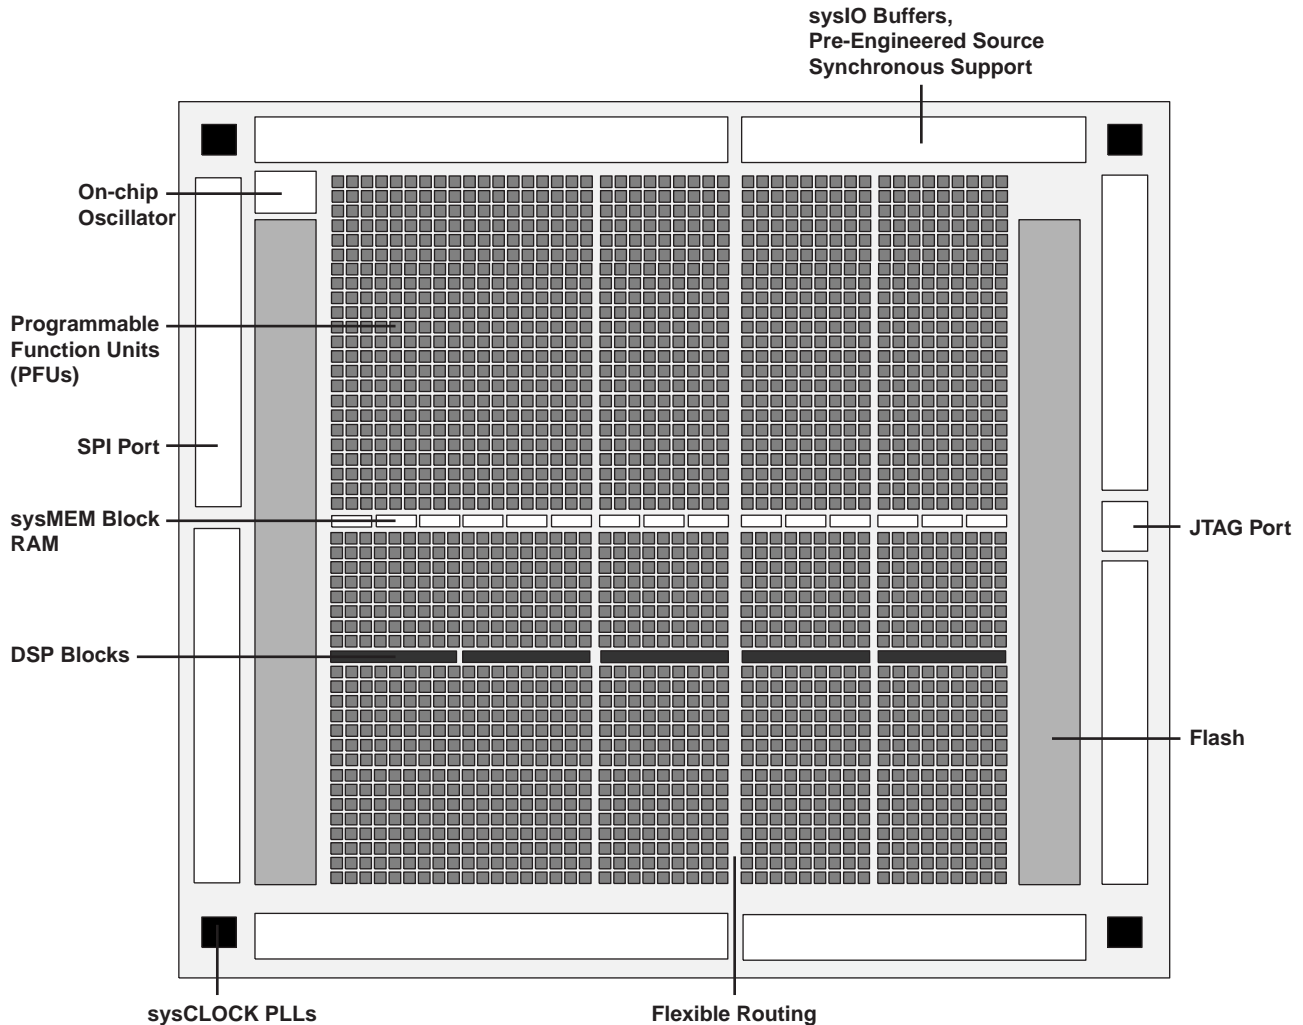 sysIO Buffers,
Pre-Engineered Source
Synchronous Support
On-chip
Oscillator
Programmable
Function Units
(PFUs)
SPI Port
sysMEM Block
RAM
JTAG Port
DSP Blocks
Flash
sysCLOCK PLLs
Flexible Routing